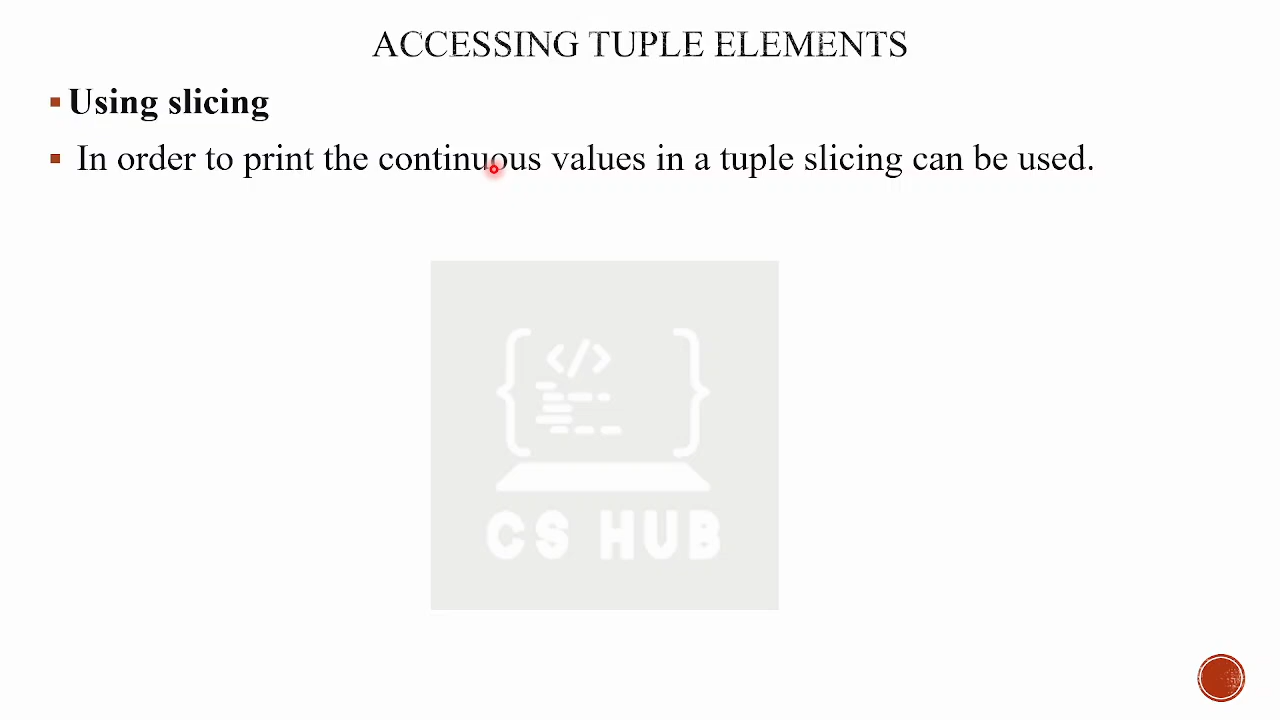 ACCESSING TUPLE ELEMENTS
Using slicing
In order to print the continuous values in a tuple slicing can be used.
</>
CS HUB